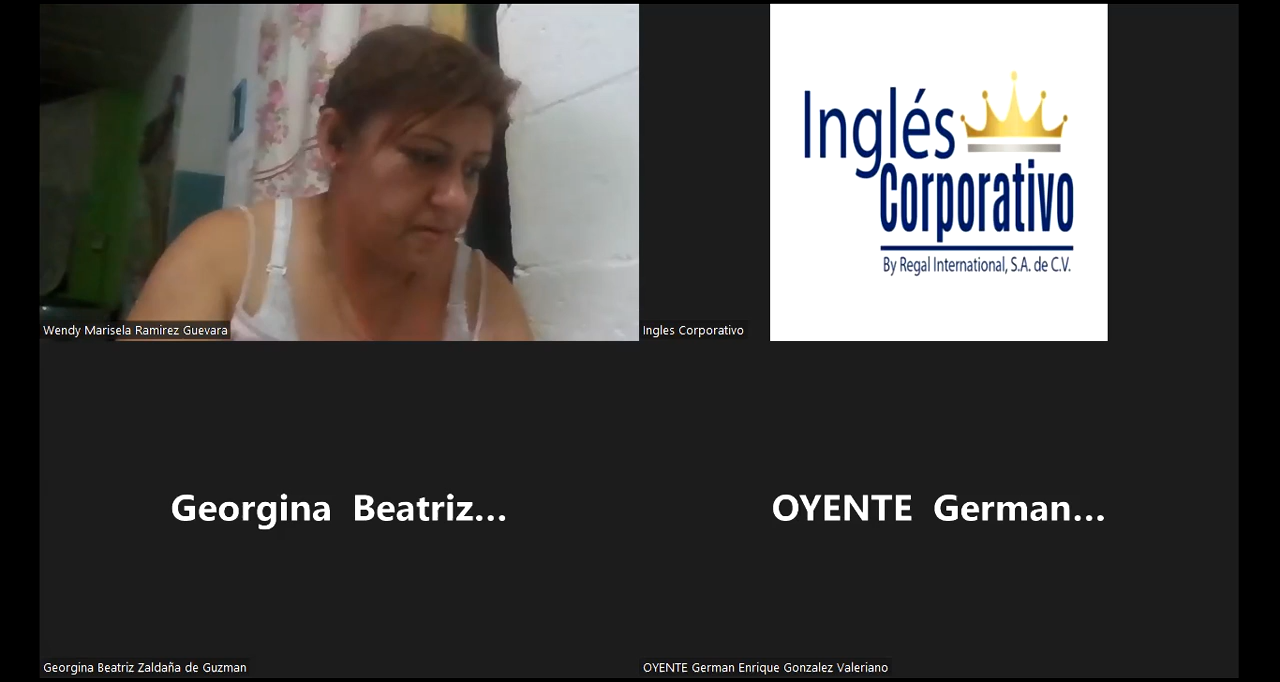 Inglés
Corporativo
By Regal International, S.A. de C.V.
Wendy Marisela Ramirez Guevara
Ingles Corporativo
Georgina Beatriz...
OYENTE German...
Georgina Beatriz Zaldaña de Guzman
OYENTE German Enrique Gonzalez Valeriano